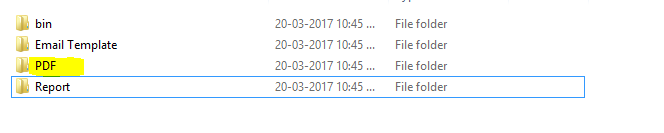 bin 20-03-2017 10:45 ... File folder
Email Template 20-03-2017 10:45 ... File folder
PDF 20-03-2017 10:45 ... File folder
Report 20-03-2017 10:45 ... File folder